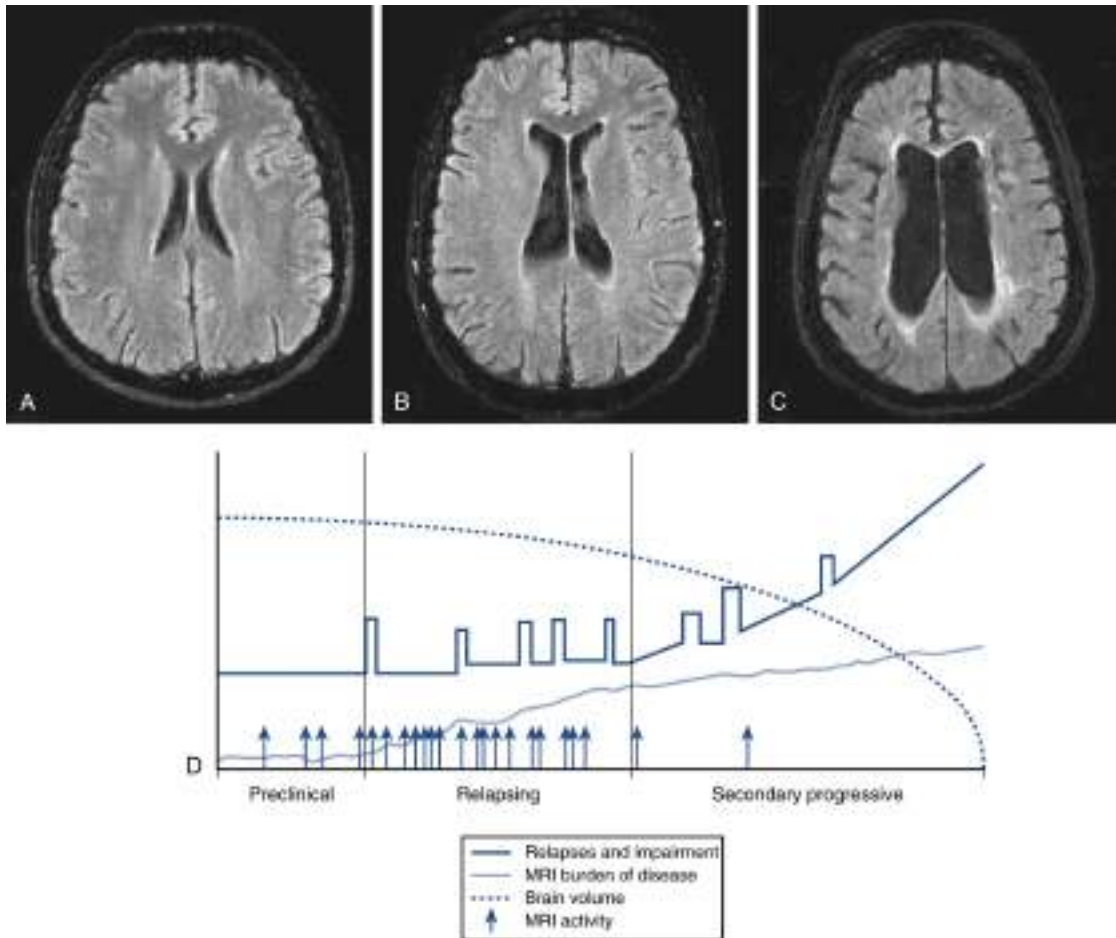 A
B
C
D
Preclinical
Relapsing
Secondary progressive
Relapses and impairment
MRI burden of disease
Brain volume
MRI activity